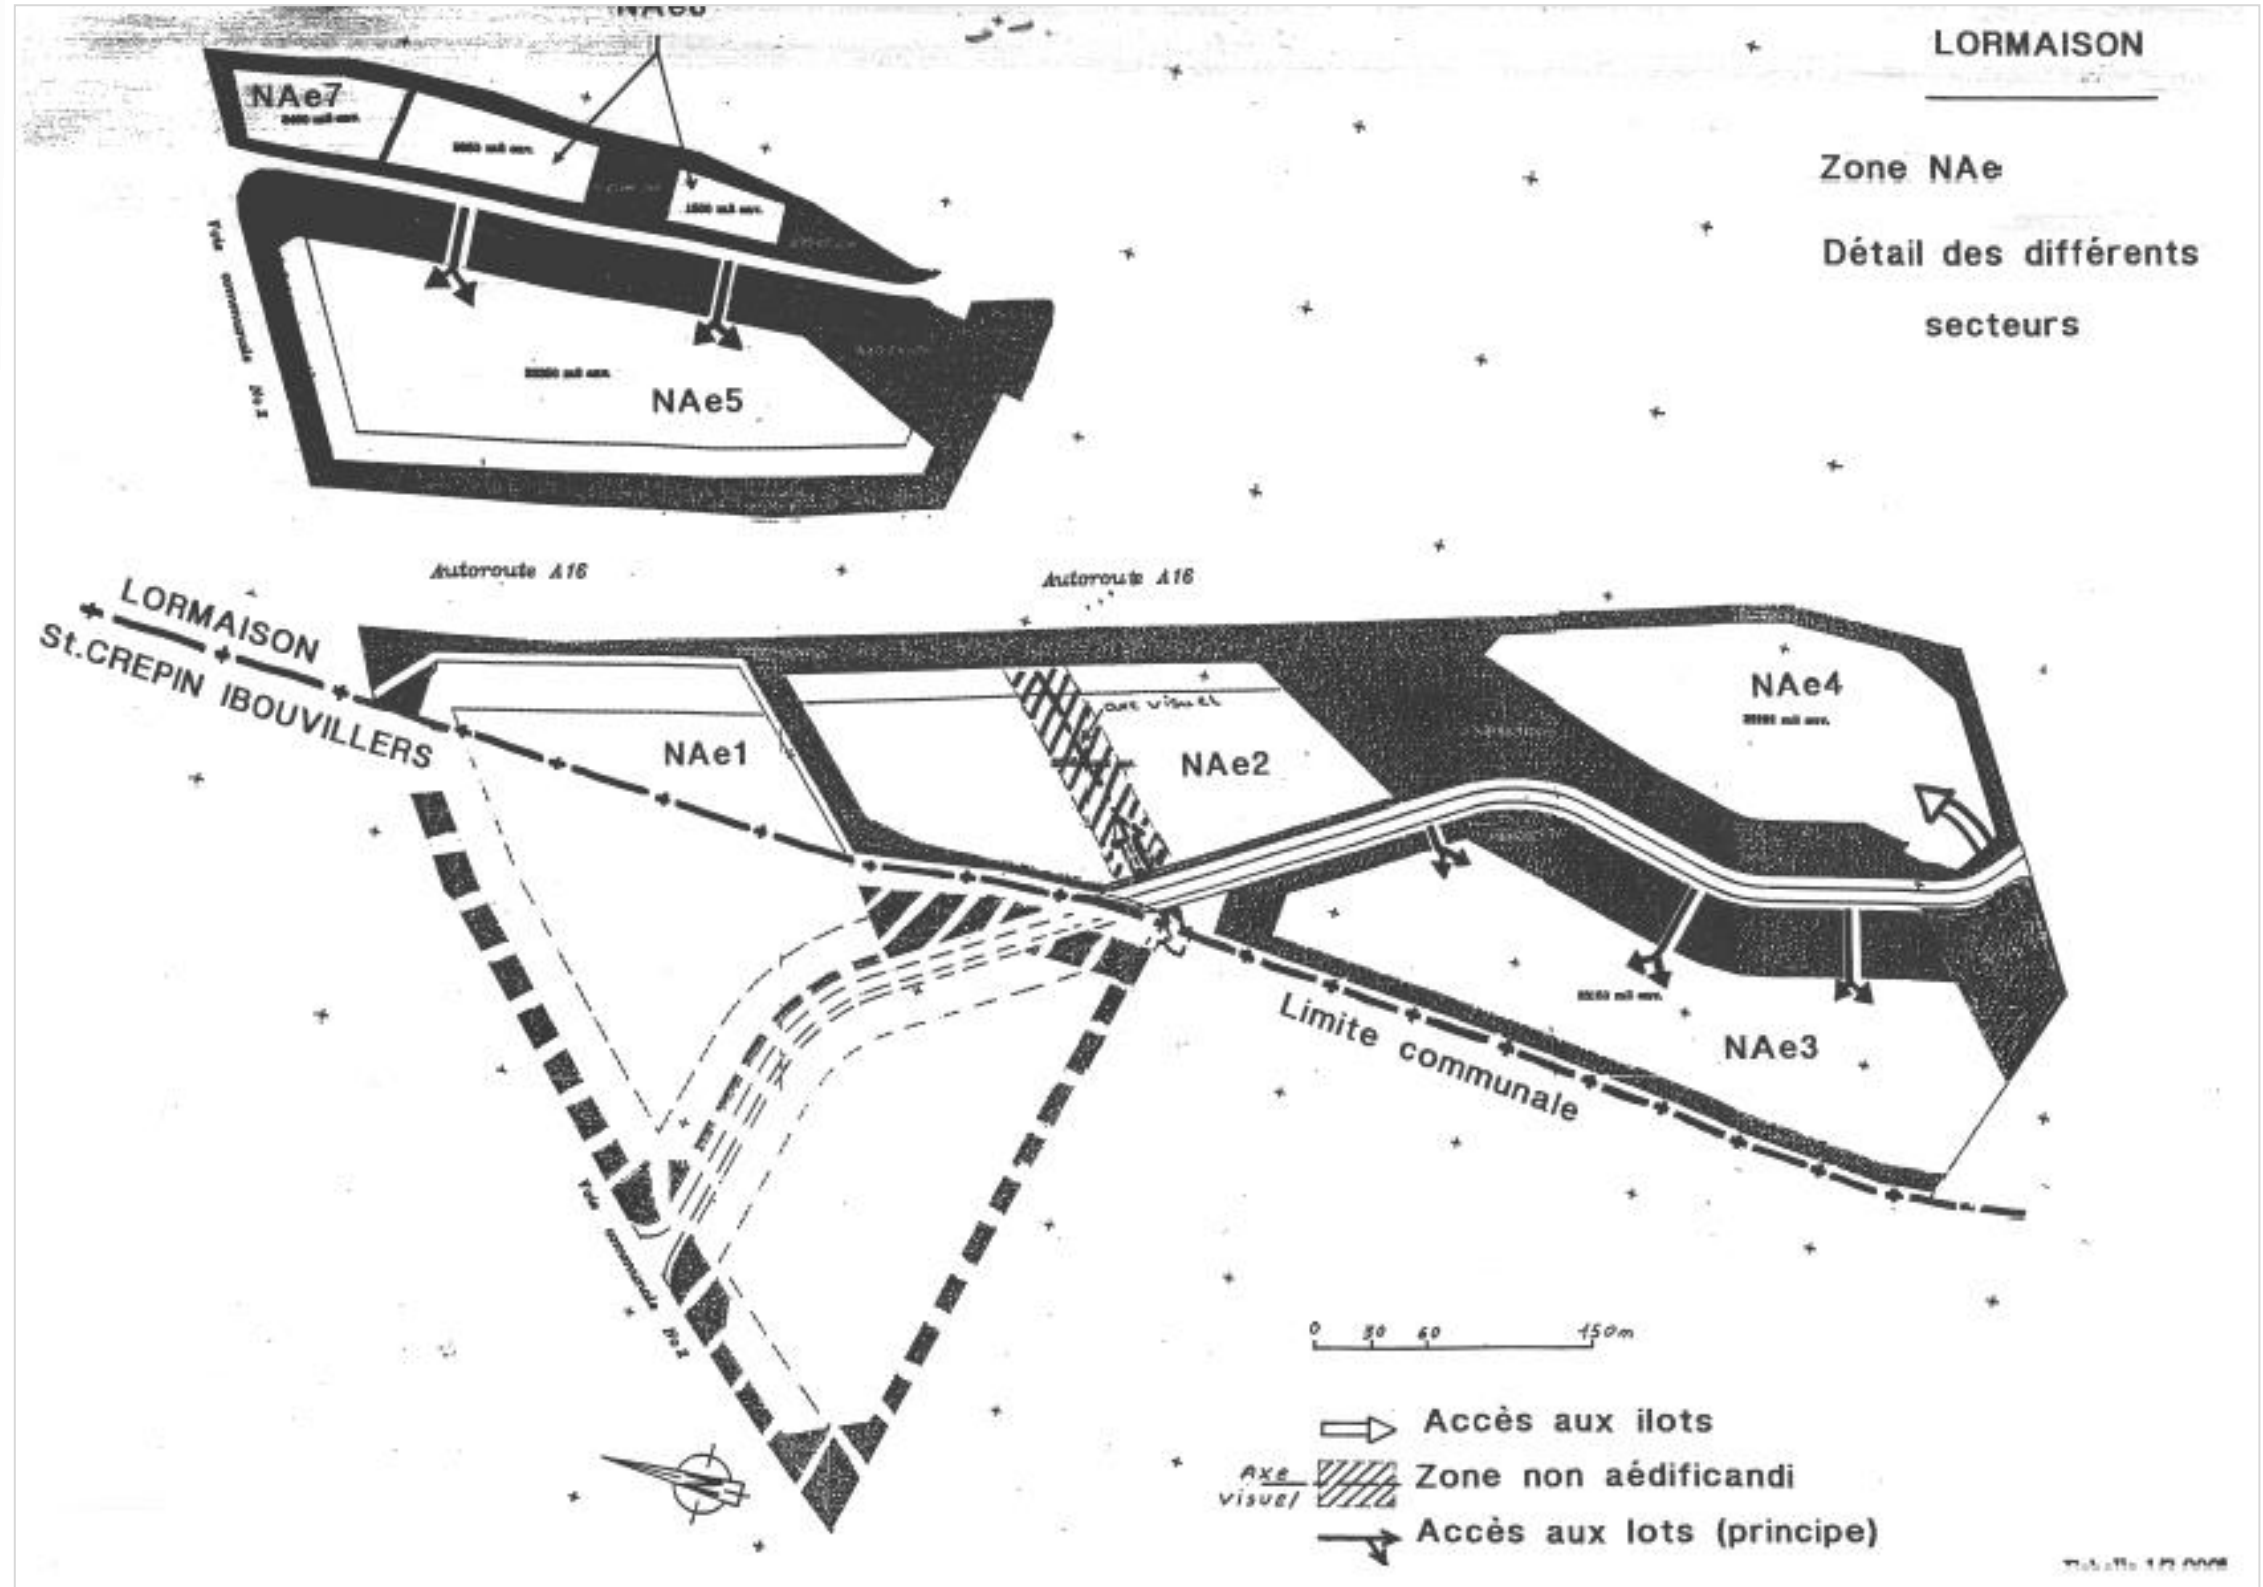 LORMAISON
Zone NAe
Détail des différents
secteurs
NAe7
NAe5
Autoroute A16
Autoroute A16
LORMAISON
St.CREPIN IBOUVILLERS
NAe1
axe visuel
NAe2
NAe4
NAe3
Limite communale
0 30 60 150m
Accès aux ilots
Axe
visuel
Zone non aédificandi
Accès aux lots (principe)